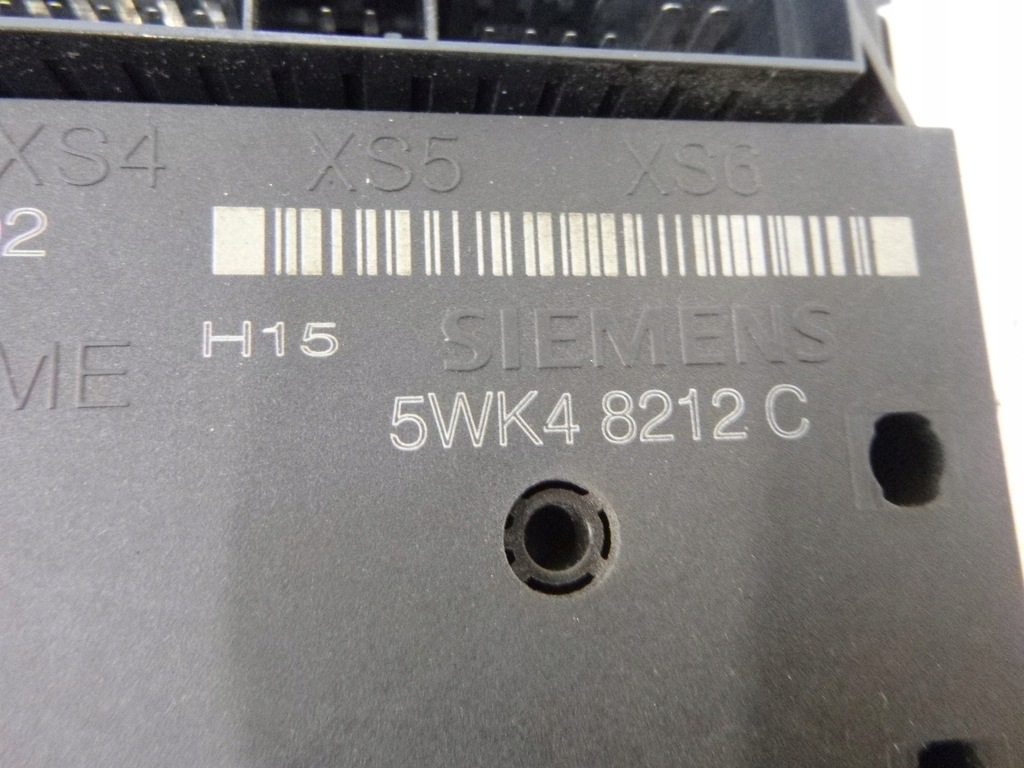 XS4 XS5 XS6
2
H15 SIEMENS
ME
5WK4 8212 C